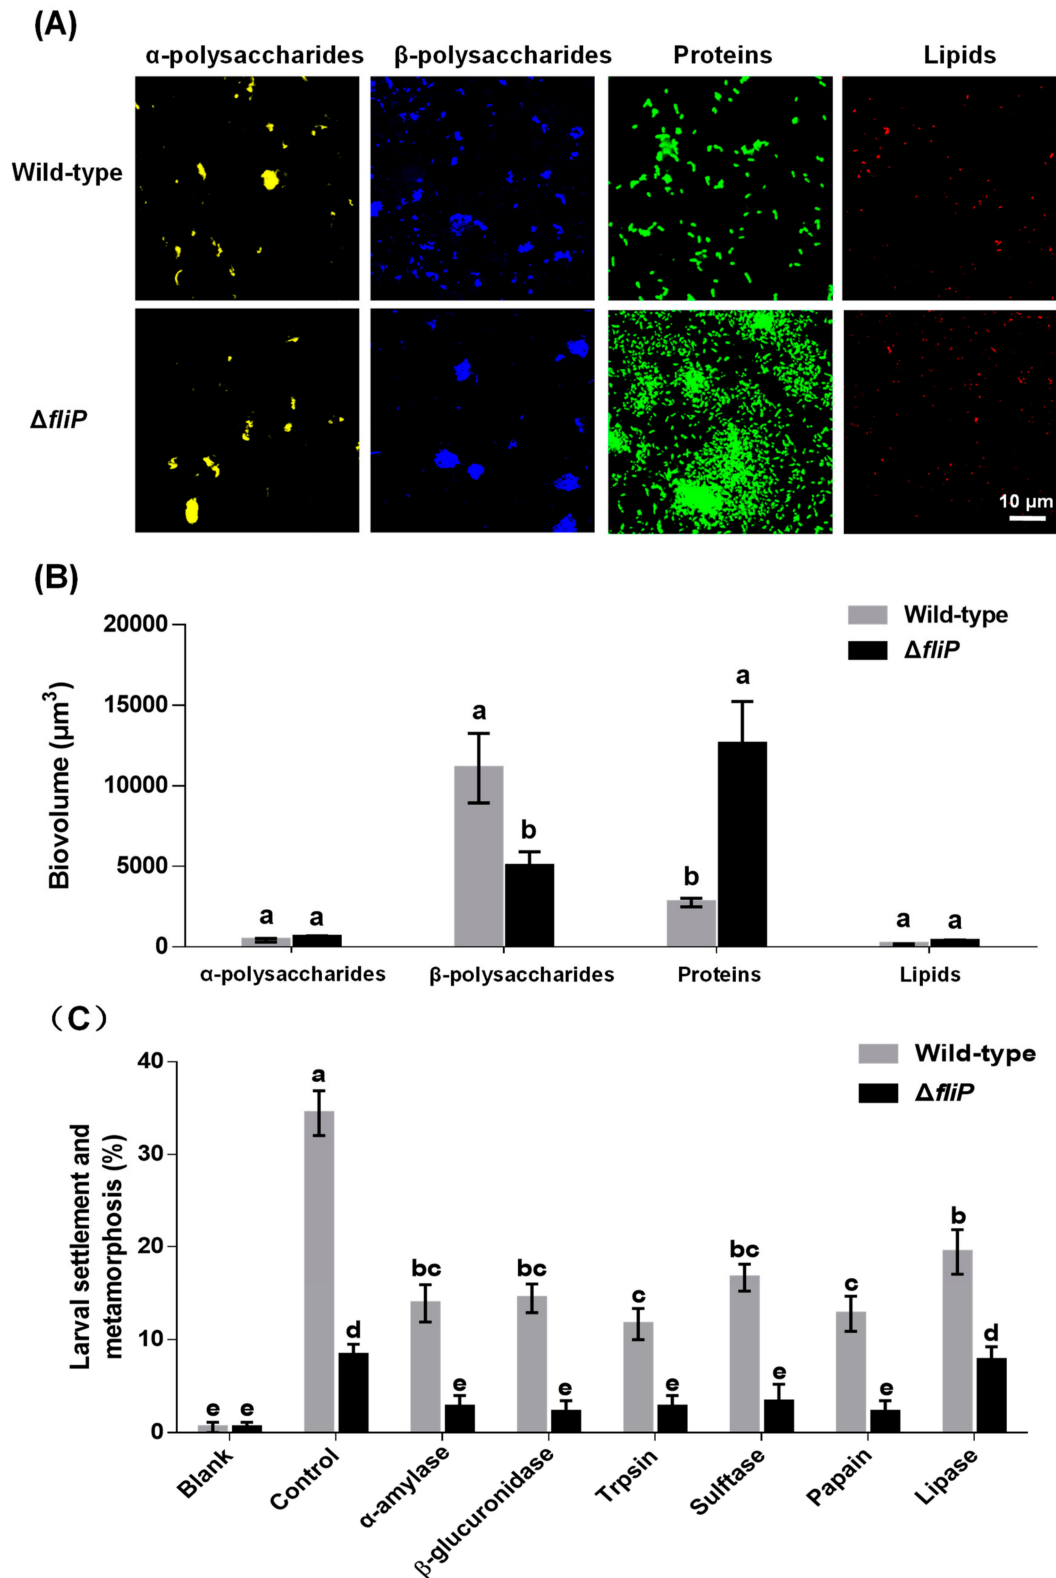 (A)
α-polysaccharides β-polysaccharides Proteins Lipids
Wild-type
ΔfliP
10 μm
(B)
Wild-type
ΔfliP
Biovolume (μm³)
20000
15000
10000
5000
0
a a a b b a a a
α-polysaccharides β-polysaccharides Proteins Lipids
(C)
Wild-type
ΔfliP
Larval settlement and
metamorphosis (%)
40
30
20
10
0
e e a d bc e bc e c e bc e c e b d
Blank Control α-amylase β-glucuronidase Trpsin Sulftase Papain Lipase